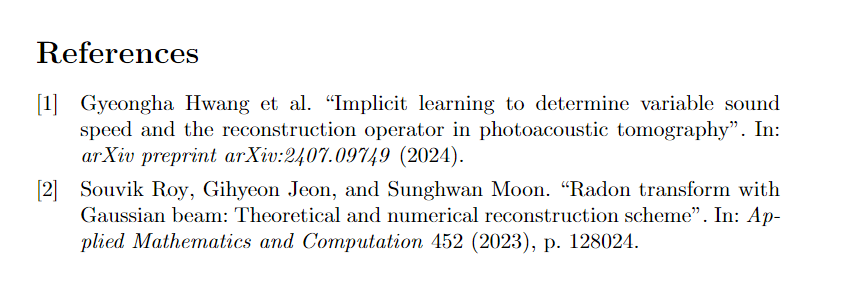 References
[1] Gyeongha Hwang et al. “Implicit learning to determine variable sound
speed and the reconstruction operator in photoacoustic tomography”. In:
arXiv preprint arXiv:2407.09749 (2024).
[2] Souvik Roy, Gihyeon Jeon, and Sunghwan Moon. “Radon transform with
Gaussian beam: Theoretical and numerical reconstruction scheme”. In: Ap-
plied Mathematics and Computation 452 (2023), p. 128024.